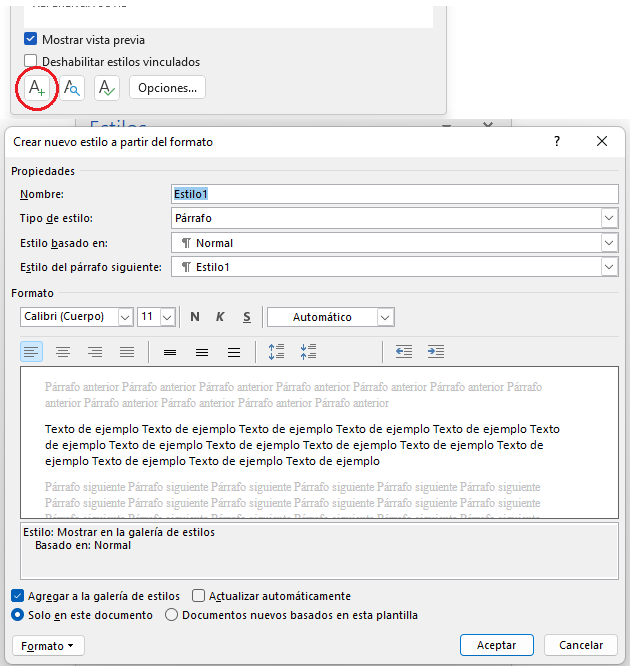 Mostrar vista previa
Deshabilitar estilos vinculados
A+ A A Opciones...
Estilos
Crear nuevo estilo a partir del formato ?
Propiedades
Nombre: Estilo1
Tipo de estilo: Párrafo
Estilo basado en: ¶ Normal
Estilo del párrafo siguiente: ¶ Estilo1
Formato
Calibri (Cuerpo) 11 N K S Automático
Párrafo anterior Párrafo anterior Párrafo anterior Párrafo anterior Párrafo anterior Párrafo anterior Párrafo
anterior Párrafo anterior Párrafo anterior Párrafo anterior Párrafo anterior
Texto de ejemplo Texto de ejemplo Texto de ejemplo Texto de ejemplo Texto de ejemplo Texto
de ejemplo Texto de ejemplo Texto de ejemplo Texto de ejemplo Texto de ejemplo Texto de
ejemplo Texto de ejemplo Texto de ejemplo Texto de ejemplo
Párrafo siguiente Párrafo siguiente Párrafo siguiente Párrafo siguiente Párrafo siguiente
Párrafo siguiente Párrafo siguiente Párrafo siguiente Párrafo siguiente Párrafo siguiente
Párrafo siguiente Párrafo siguiente Párrafo siguiente Párrafo siguiente Párrafo siguiente
Estilo: Mostrar en la galería de estilos
Basado en: Normal
Agregar a la galería de estilos Actualizar automáticamente
Solo en este documento Documentos nuevos basados en esta plantilla
Formato Aceptar Cancelar